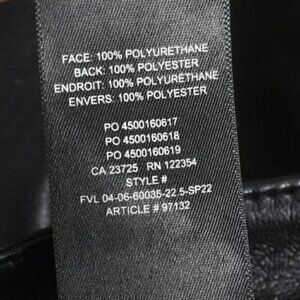 FACE: 100% POLYURETHANE
BACK: 100% POLYESTER
ENDROIT: 100% POLYURÉTHANE
ENVERS: 100% POLYESTER
PO 4500160617
PO 4500160618
PO 4500160619
CA 23725 RN 122354
STYLE #
FVL 04-06-60035-22.5-SP22
ARTICLE # 97132